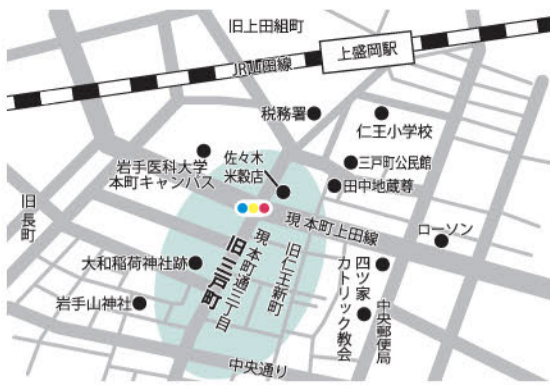 旧上田組町
上盛岡駅
JR山田線
税務署
仁王小学校
岩手医科大学
本町キャンパス
佐々木
米穀店
三戸町公民館
田中地蔵尊
旧長町
現 本町上田線
ローソン
大和稲荷神社跡
旧三戸町
現 本町通三丁目
旧仁王新町
四ツ家
カトリック教会
中央郵便局
岩手山神社
中央通り